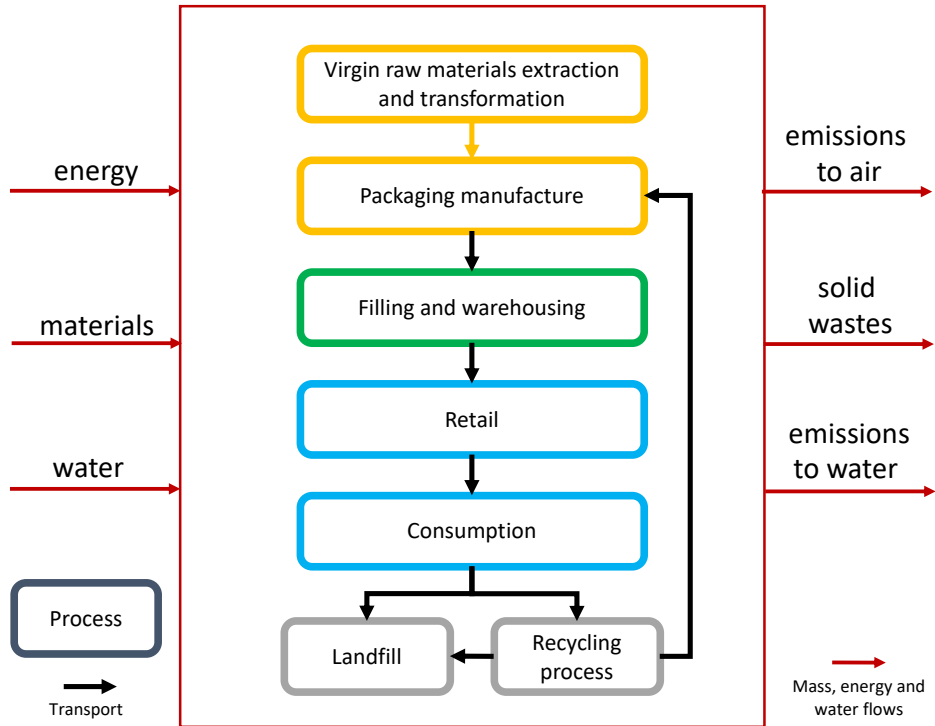 Virgin raw materials extraction
and transformation
energy
emissions
to air
Packaging manufacture
Filling and warehousing
materials
solid
wastes
Retail
water
emissions
to water
Consumption
Process
Landfill
Recycling
process
Transport
Mass, energy and
water flows